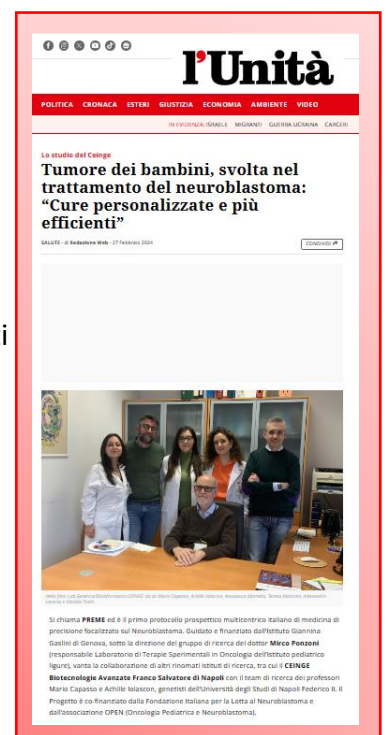 l'Unità
POLITICA CRONACA ESTERI GIUSTIZIA ECONOMIA AMBIENTE VIDEO
IN EVIDENZA: ISRAELE MIGRANTI GUERRA UCRAINA CARCERI
Lo studio del Ceinge
Tumore dei bambini, svolta nel
trattamento del neuroblastoma:
“Cure personalizzate e più
efficienti”
SALUTE - di Redazione Web - 27 Febbraio 2024
CONDIVIDI
ti
Si chiama PREME ed è il primo protocollo prospettico multicentrico italiano di medicina di
precisione focalizzato sul Neuroblastoma. Guidato e finanziato dall'Istituto Giannina
Gaslini di Genova, sotto la direzione del gruppo di ricerca del dottor Mirco Ponzoni
(responsabile Laboratorio di Terapie Sperimentali in Oncologia dell'Istituto pediatrico
ligure), vanta la collaborazione di altri rinomati istituti di ricerca, tra cui il CEINGE
Biotecnologie Avanzate Franco Salvatore di Napoli con il team di ricerca dei professori
Mario Capasso e Achille Iolascon, genetisti dell'Università degli Studi di Napoli Federico II. Il
Progetto è co-finanziato dalla Fondazione Italiana per la Lotta al Neuroblastoma e
dall'associazione OPEN (Oncologia Pediatrica e Neuroblastoma).